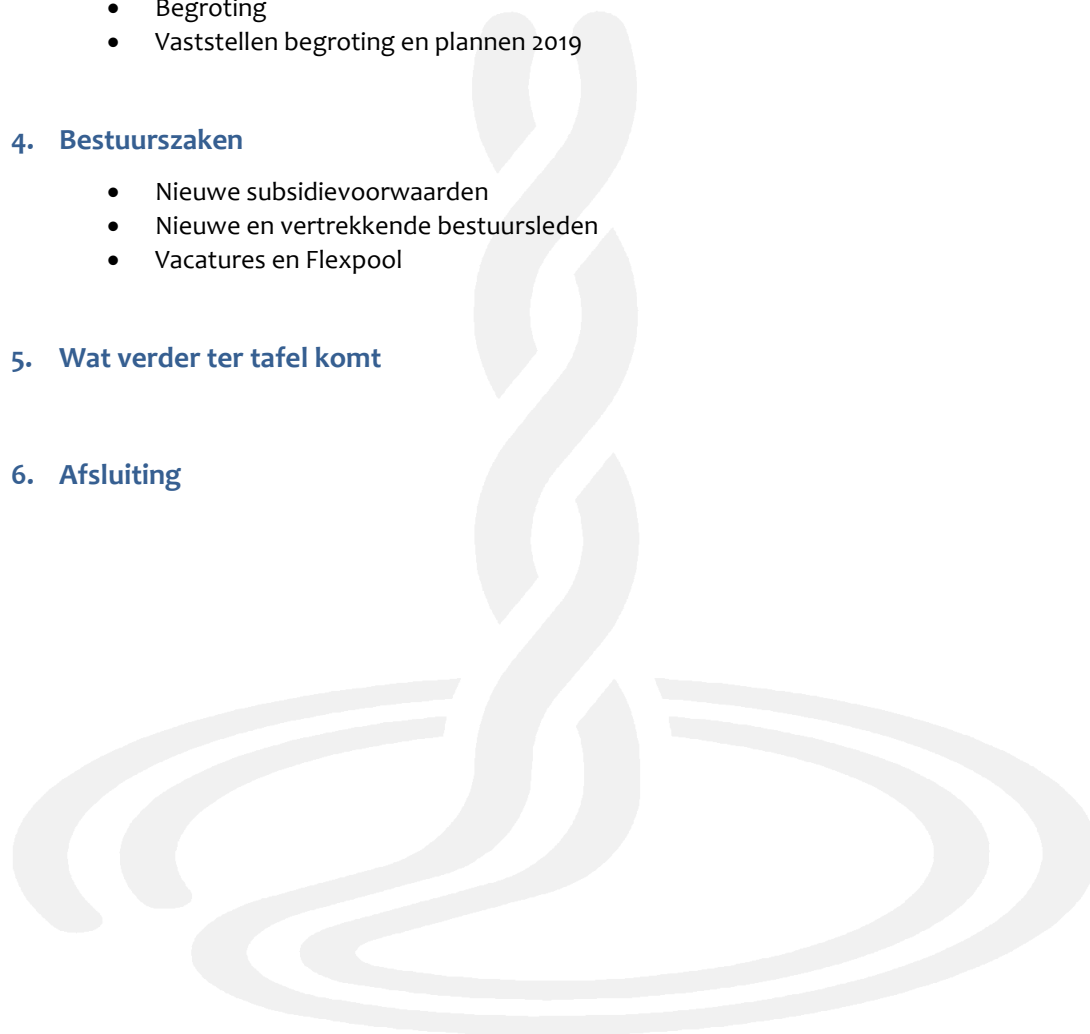 • Begroting
• Vaststellen begroting en plannen 2019
4. Bestuurszaken
• Nieuwe subsidievoorwaarden
• Nieuwe en vertrekkende bestuursleden
• Vacatures en Flexpool
5. Wat verder ter tafel komt
6. Afsluiting